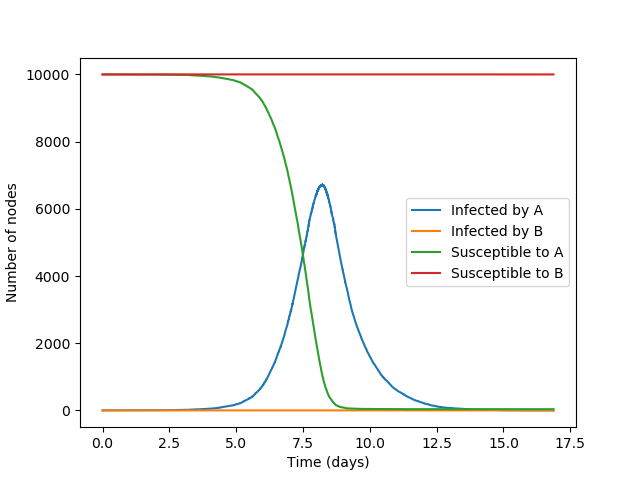 10000
8000
6000
4000
2000
0
Number of nodes
Infected by A
Infected by B
Susceptible to A
Susceptible to B
0.0 2.5 5.0 7.5 10.0 12.5 15.0 17.5
Time (days)